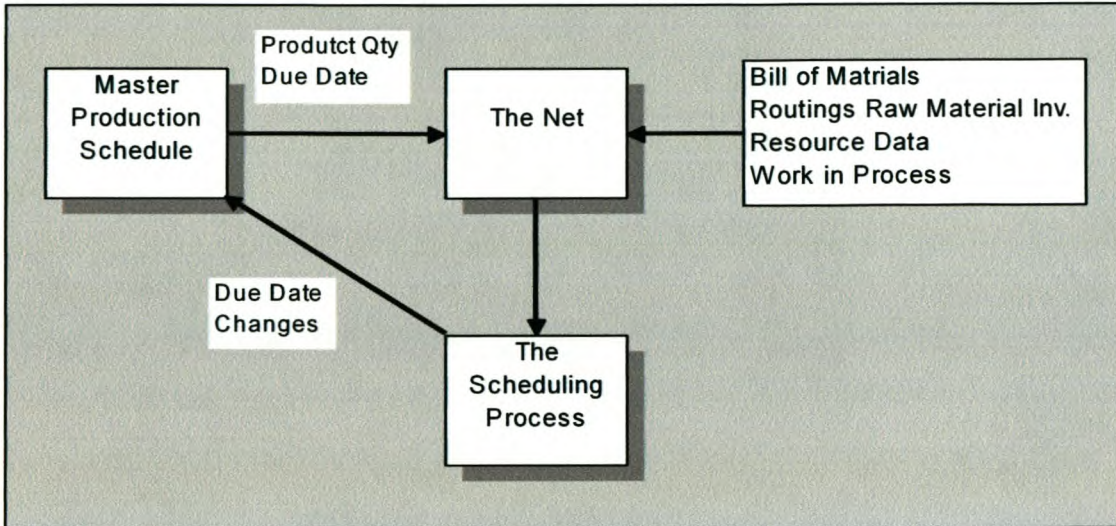 Produtct Qty
Due Date
Master
Production
Schedule
The Net
Bill of Matrials
Routings Raw Material Inv.
Resource Data
Work in Process
Due Date
Changes
The
Scheduling
Process